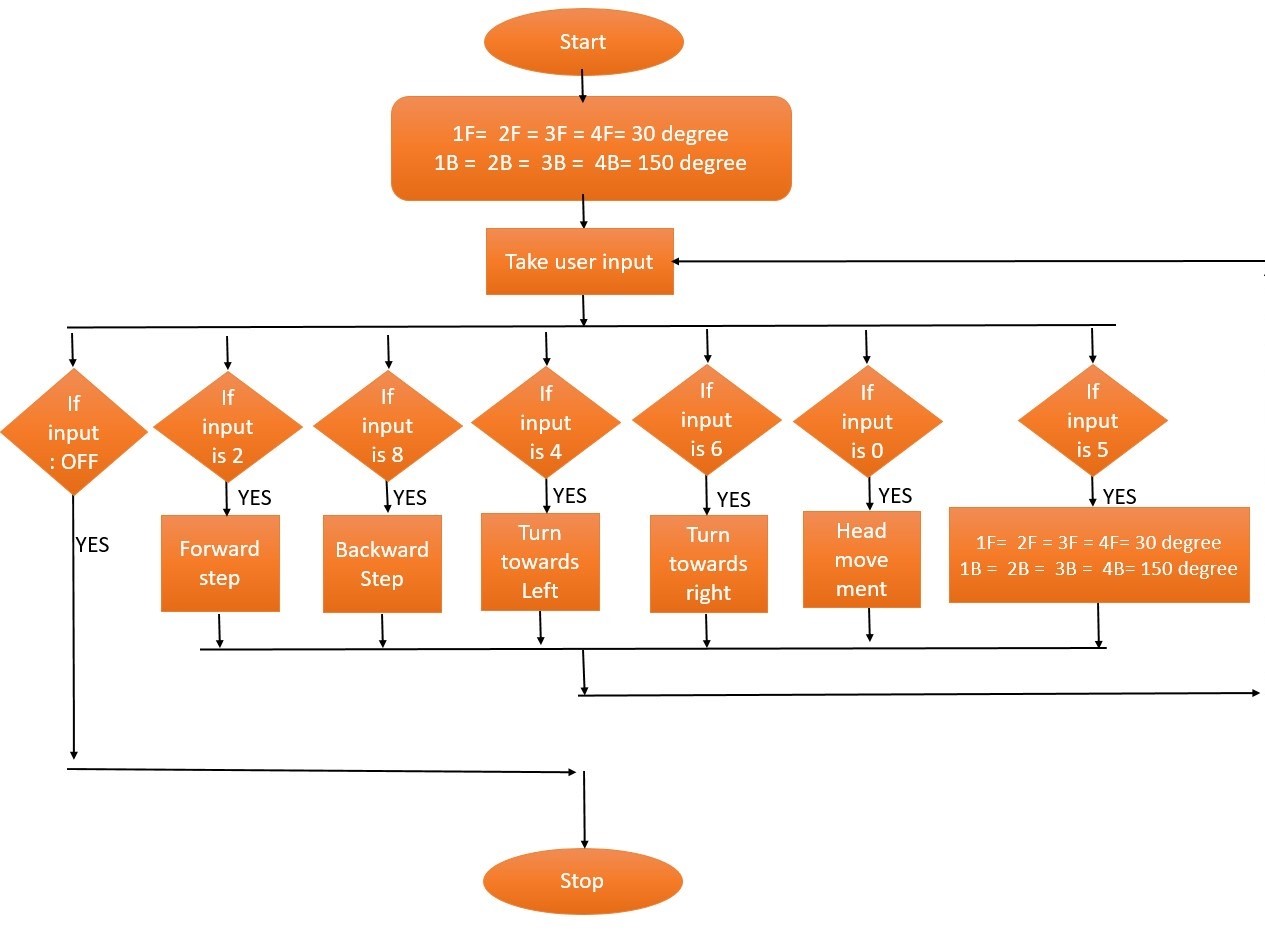 Start
1F=  2F = 3F = 4F= 30 degree
1B =  2B =  3B =  4B= 150 degree
Take user input
If
input
: OFF
YES
If
input
is 2
YES
Forward
step
If
input
is 8
YES
Backward
Step
If
input
is 4
YES
Turn
towards
Left
If
input
is 6
YES
Turn
towards
right
If
input
is 0
YES
Head
move
ment
If
input
is 5
YES
1F=  2F = 3F = 4F= 30 degree
1B =  2B =  3B =  4B= 150 degree
Stop